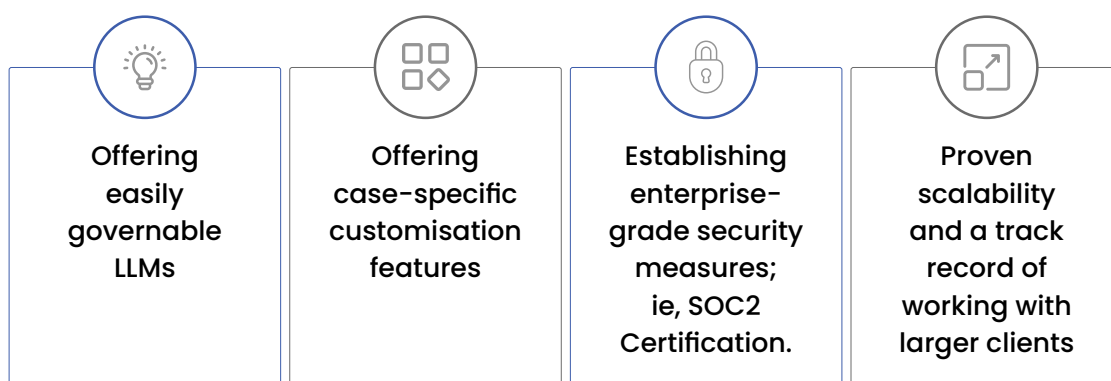 Offering
easily
governable
LLMs
Offering
case-specific
customisation
features
Establishing
enterprise-
grade security
measures;
ie, SOC2
Certification.
Proven
scalability
and a track
record of
working with
larger clients